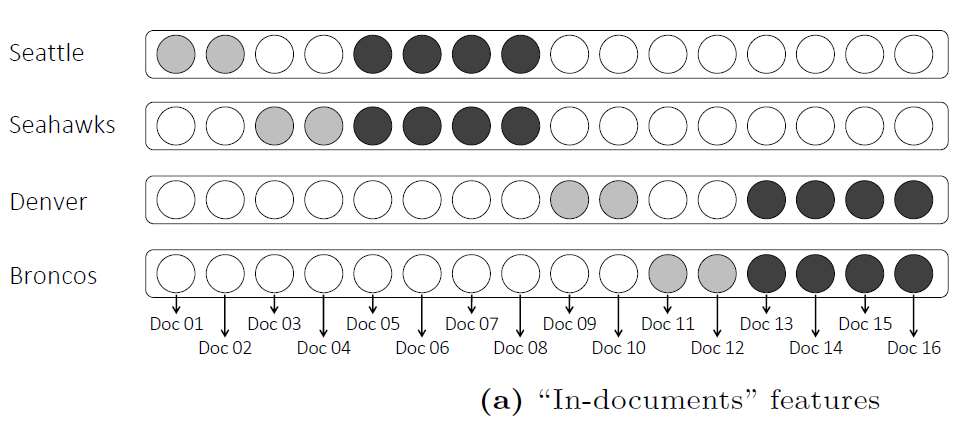 Seattle
Seahawks
Denver
Broncos
Doc 01 Doc 03 Doc 05 Doc 07 Doc 09 Doc 11 Doc 13 Doc 15
Doc 02 Doc 04 Doc 06 Doc 08 Doc 10 Doc 12 Doc 14 Doc 16
(a) “In-documents” features